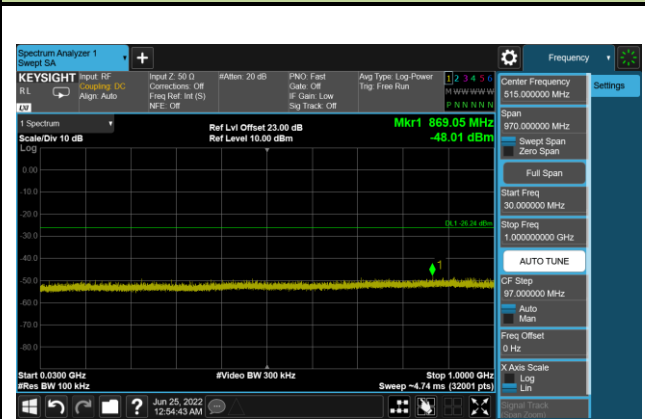 Spectrum Analyzer 1
Swept SA
Frequency
KEYSIGHT
Input: RF
Input Z: 50 Ω
#Atten: 20 dB
PNO: Fast
Avg Type: Log-Power
1 2 3 4 5 6
RL
Coupling: DC
Corrections: Off
Gate: Off
Trig: Free Run
M W W W W W
Align: Auto
Freq Ref: Int (S)
IF Gain: Low
P N N N N N
NFE: Off
Sig Track: Off
Center Frequency
515.000000 MHz
Settings
1 Spectrum
Ref Lvl Offset 23.00 dB
Mkr1 869.05 MHz
Scale/Div 10 dB
Ref Level 10.00 dBm
-48.01 dBm
Log
Span
970.000000 MHz
Swept Span
Zero Span
Full Span
Start Freq
30.000000 MHz
Stop Freq
1.000000000 GHz
AUTO TUNE
CF Step
97.000000 MHz
Auto
Man
Freq Offset
0 Hz
X Axis Scale
Log
Lin
Signal Track
(Span Zoom)
0.00
-10.0
-20.0
DL1 -26.24 dBm
-30.0
-40.0
1
-50.0
-60.0
-70.0
-80.0
Start 0.0300 GHz
#Video BW 300 kHz
Stop 1.0000 GHz
#Res BW 100 kHz
Sweep ~4.74 ms (32001 pts)
?
Jun 25, 2022
12:54:43 AM